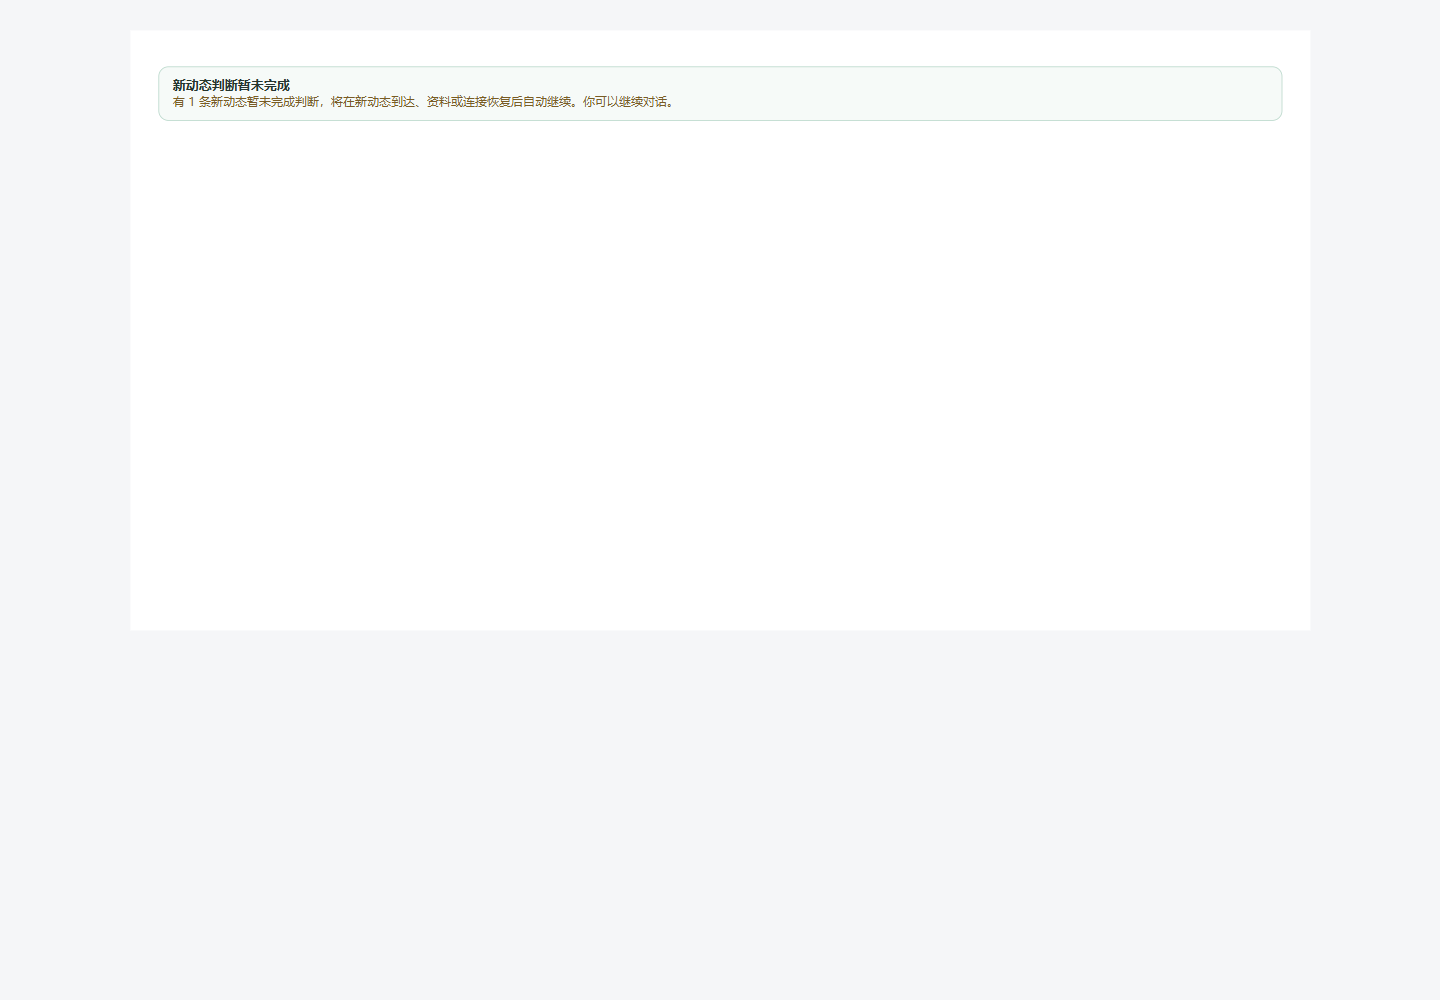 新动态判断暂未完成
有 1 条新动态暂未完成判断，将在新动态到达、资料或连接恢复后自动继续。你可以继续对话。